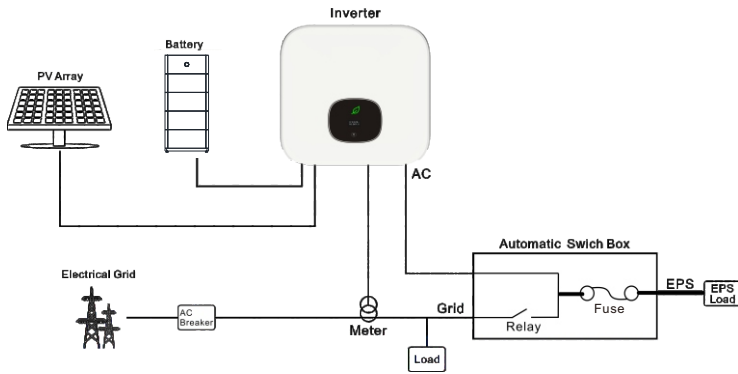 Inverter
Battery
PV Array
AC
Automatic Swich Box
Electrical Grid
EPS
EPS
Load
AC
Breaker
Grid
Fuse
Relay
Meter
Load